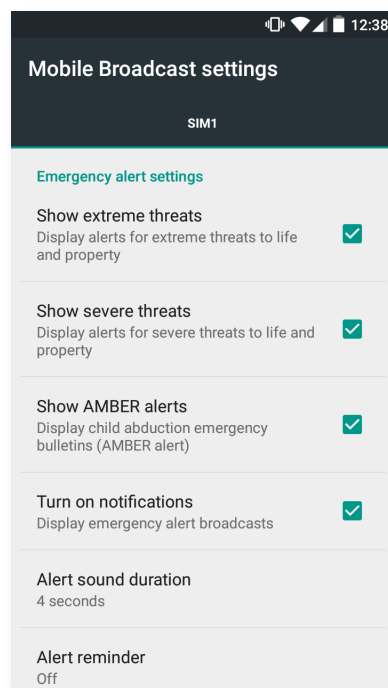 12:38
Mobile Broadcast settings
SIM1
Emergency alert settings
Show extreme threats
Display alerts for extreme threats to life
and property
Show severe threats
Display alerts for severe threats to life and
property
Show AMBER alerts
Display child abduction emergency
bulletins (AMBER alert)
Turn on notifications
Display emergency alert broadcasts
Alert sound duration
4 seconds
Alert reminder
Off